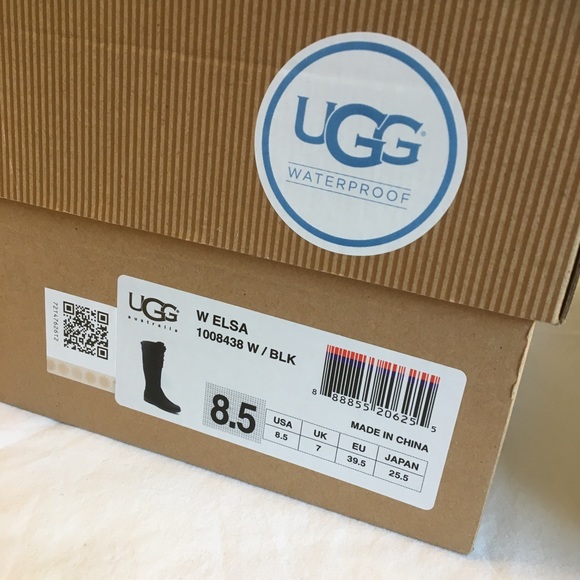 UGG®
WATERPROOF
7214762612
UGG
australia
W ELSA
1008438 W / BLK
8.5
USA UK EU JAPAN
8.5 7 39.5 25.5
8 88855 20625 5
MADE IN CHINA